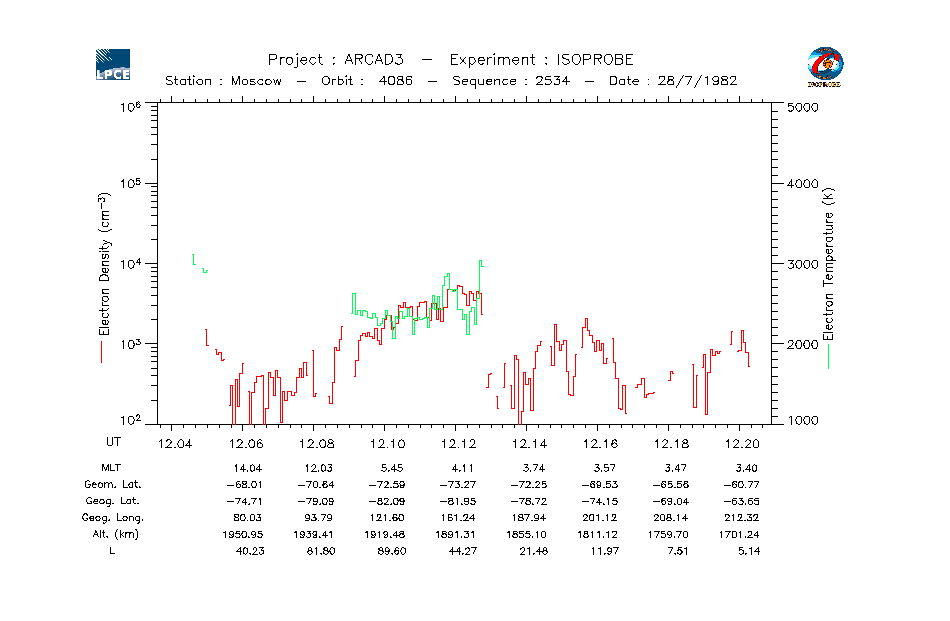 LPCE
Project : ARCAD3 – Experiment : ISOPROBE
ISOPROBE
Station : Moscow – Orbit : 4086 – Sequence : 2534 – Date : 28/7/1982
10⁶ 5000
10⁵ 4000
10⁴ 3000
10³ 2000
10² 1000
Electron Density (cm⁻³)
Electron Temperature (K)
UT 12.04 12.06 12.08 12.10 12.12 12.14 12.16 12.18 12.20
MLT 14.04 12.03 5.45 4.11 3.74 3.57 3.47 3.40
Geom. Lat. −68.01 −70.64 −72.59 −73.27 −72.25 −69.53 −65.56 −60.77
Geog. Lat. −74.71 −79.09 −82.09 −81.95 −78.72 −74.15 −69.04 −63.65
Geog. Long. 80.03 93.79 121.60 161.24 187.94 201.12 208.14 212.32
Alt. (km) 1950.95 1939.41 1919.48 1891.31 1855.10 1811.12 1759.70 1701.24
L 40.23 81.80 89.60 44.27 21.48 11.97 7.51 5.14